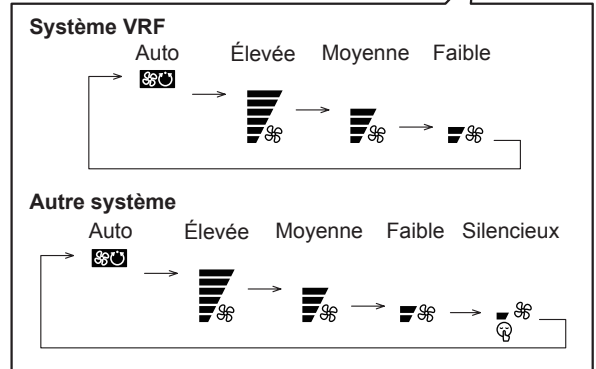 Système VRF
Auto Élevée Moyenne Faible
Autre système
Auto Élevée Moyenne Faible Silencieux